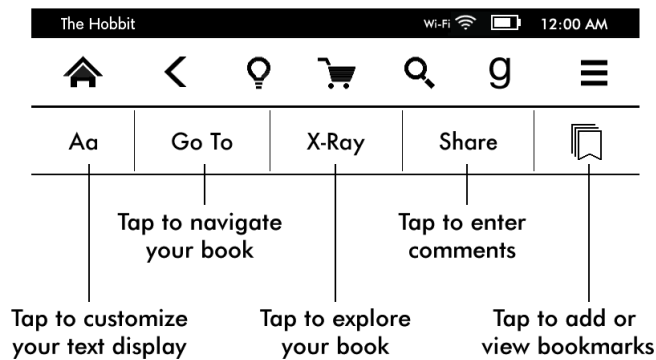 The Hobbit Wi-Fi 12:00 AM
g
Aa Go To X-Ray Share
Tap to navigate
your book
Tap to enter
comments
Tap to customize
your text display
Tap to explore
your book
Tap to add or
view bookmarks